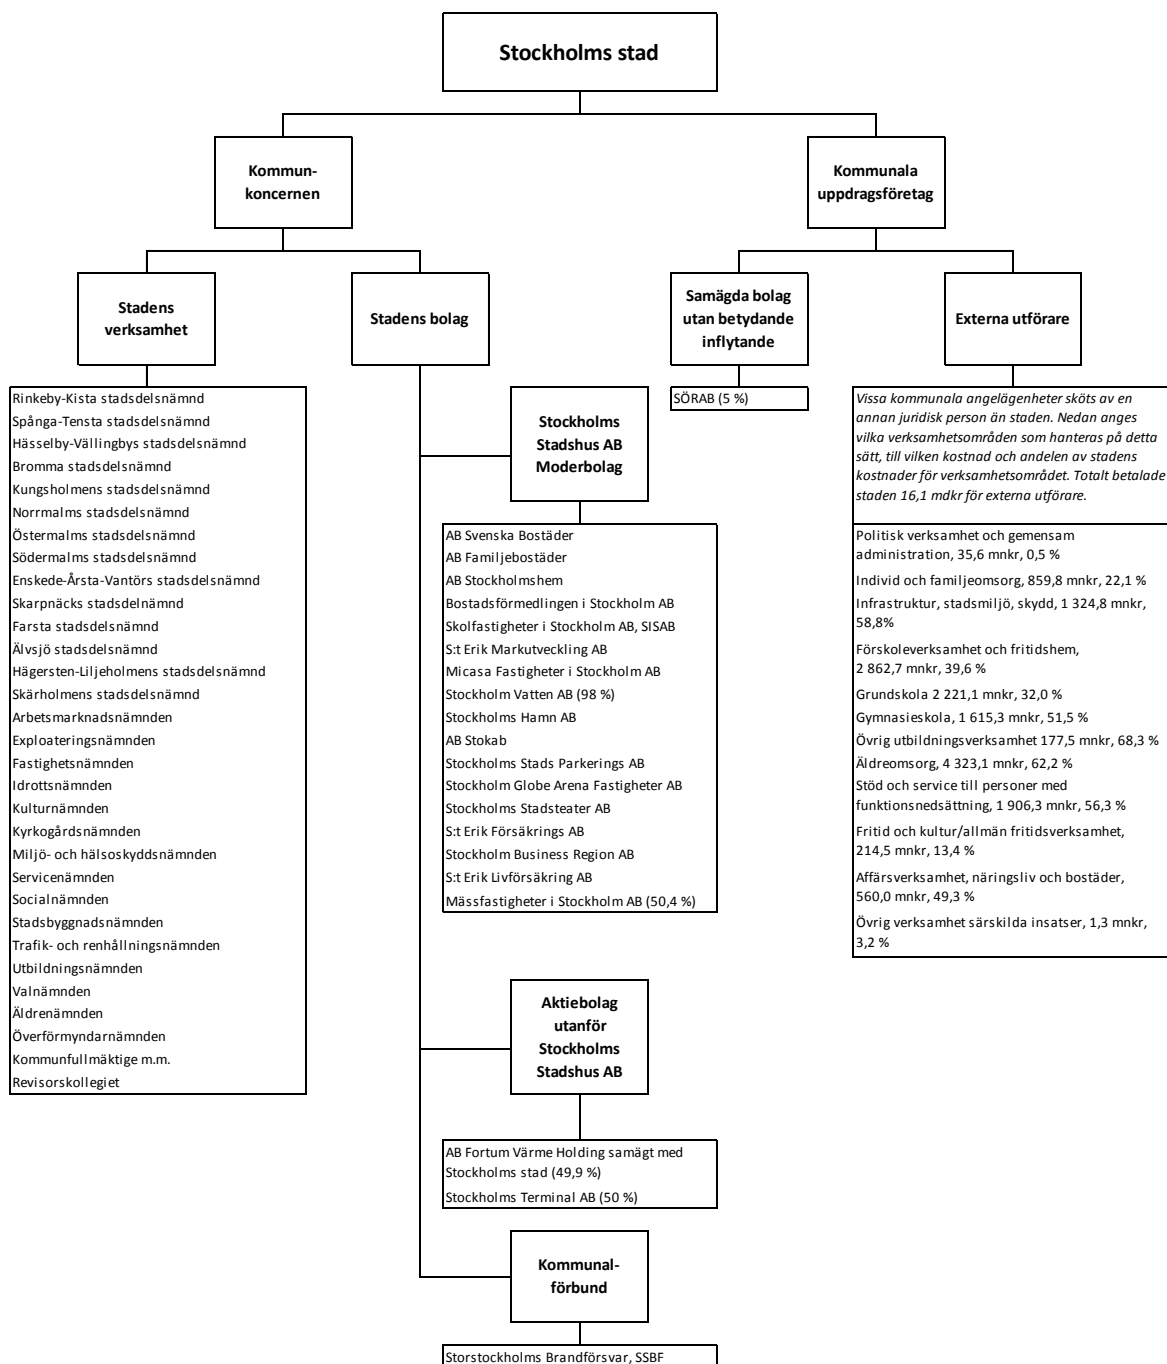 Stockholms stad
Kommun-
koncernen
Kommunala
uppdragsföretag
Stadens
verksamhet
Stadens bolag
Samägda bolag
utan betydande
inflytande
Externa utförare
Rinkeby-Kista stadsdelsnämnd
Spånga-Tensta stadsdelsnämnd
Hässelby-Vällingbys stadsdelsnämnd
Bromma stadsdelsnämnd
Kungsholmens stadsdelsnämnd
Norrmalms stadsdelsnämnd
Östermalms stadsdelsnämnd
Södermalms stadsdelsnämnd
Enskede-Årsta-Vantörs stadsdelsnämnd
Skarpnäcks stadsdelnämnd
Farsta stadsdelsnämnd
Älvsjö stadsdelsnämnd
Hägersten-Liljeholmens stadsdelsnämnd
Skärholmens stadsdelsnämnd
Arbetsmarknadsnämnden
Exploateringsnämnden
Fastighetsnämnden
Idrottsnämnden
Kulturnämnden
Kyrkogårdsnämnden
Miljö- och hälsoskyddsnämnden
Servicenämnden
Socialnämnden
Stadsbyggnadsnämnden
Trafik- och renhållningsnämnden
Utbildningsnämnden
Valnämnden
Äldrenämnden
Överförmyndarnämnden
Kommunfullmäktige m.m.
Revisorskollegiet
Stockholms
Stadshus AB
Moderbolag
AB Svenska Bostäder
AB Familjebostäder
AB Stockholmshem
Bostadsförmedlingen i Stockholm AB
Skolfastigheter i Stockholm AB, SISAB
S:t Erik Markutveckling AB
Micasa Fastigheter i Stockholm AB
Stockholm Vatten AB (98 %)
Stockholms Hamn AB
AB Stokab
Stockholms Stads Parkerings AB
Stockholm Globe Arena Fastigheter AB
Stockholms Stadsteater AB
S:t Erik Försäkrings AB
Stockholm Business Region AB
S:t Erik Livförsäkring AB
Mässfastigheter i Stockholm AB (50,4 %)
Aktiebolag
utanför
Stockholms
Stadshus AB
AB Fortum Värme Holding samägt med
Stockholms stad (49,9 %)
Stockholms Terminal AB (50 %)
Kommunal-
förbund
Storstockholms Brandförsvar, SSBF
SÖRAB (5 %)
Vissa kommunala angelägenheter sköts av en
annan juridisk person än staden. Nedan anges
vilka verksamhetsområden som hanteras på detta
sätt, till vilken kostnad och andelen av stadens
kostnader för verksamhetsområdet. Totalt betalade
staden 16,1 mdkr för externa utförare.
Politisk verksamhet och gemensam
administration, 35,6 mnkr, 0,5 %
Individ och familjeomsorg, 859,8 mnkr, 22,1 %
Infrastruktur, stadsmiljö, skydd, 1 324,8 mnkr,
58,8%
Förskoleverksamhet och fritidshem,
2 862,7 mnkr, 39,6 %
Grundskola 2 221,1 mnkr, 32,0 %
Gymnasieskola, 1 615,3 mnkr, 51,5 %
Övrig utbildningsverksamhet 177,5 mnkr, 68,3 %
Äldreomsorg, 4 323,1 mnkr, 62,2 %
Stöd och service till personer med
funktionsnedsättning, 1 906,3 mnkr, 56,3 %
Fritid och kultur/allmän fritidsverksamhet,
214,5 mnkr, 13,4 %
Affärsverksamhet, näringsliv och bostäder,
560,0 mnkr, 49,3 %
Övrig verksamhet särskilda insatser, 1,3 mnkr,
3,2 %